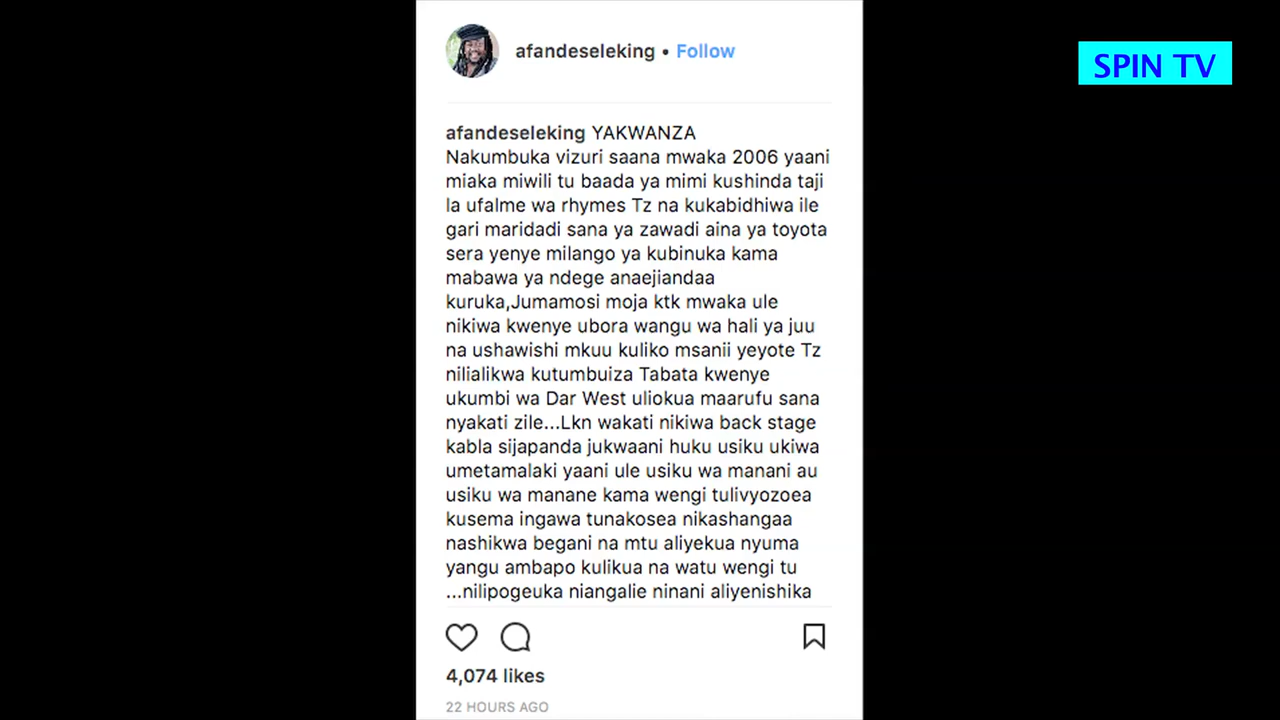 afandeseleking • Follow
SPIN TV
afandeseleking YAKWANZA
Nakumbuka vizuri saana mwaka 2006 yaani
miaka miwili tu baada ya mimi kushinda taji
la ufalme wa rhymes Tz na kukabidhiwa ile
gari maridadi sana ya zawadi aina ya toyota
sera yenye milango ya kubinuka kama
mabawa ya ndege anaejiandaa
kuruka,Jumamosi moja ktk mwaka ule
nikiwa kwenye ubora wangu wa hali ya juu
na ushawishi mkuu kuliko msanii yeyote Tz
nilialikwa kutumbuiza Tabata kwenye
ukumbi wa Dar West uliokua maarufu sana
nyakati zile...Lkn wakati nikiwa back stage
kabla sijapanda jukwaani huku usiku ukiwa
umetamalaki yaani ule usiku wa manani au
usiku wa manane kama wengi tulivyozoea
kusema ingawa tunakosea nikashangaa
nashikwa begani na mtu aliyekua nyuma
yangu ambapo kulikua na watu wengi tu
...nilipogeuka niangalie ninani aliyenishika
4,074 likes
22 HOURS AGO